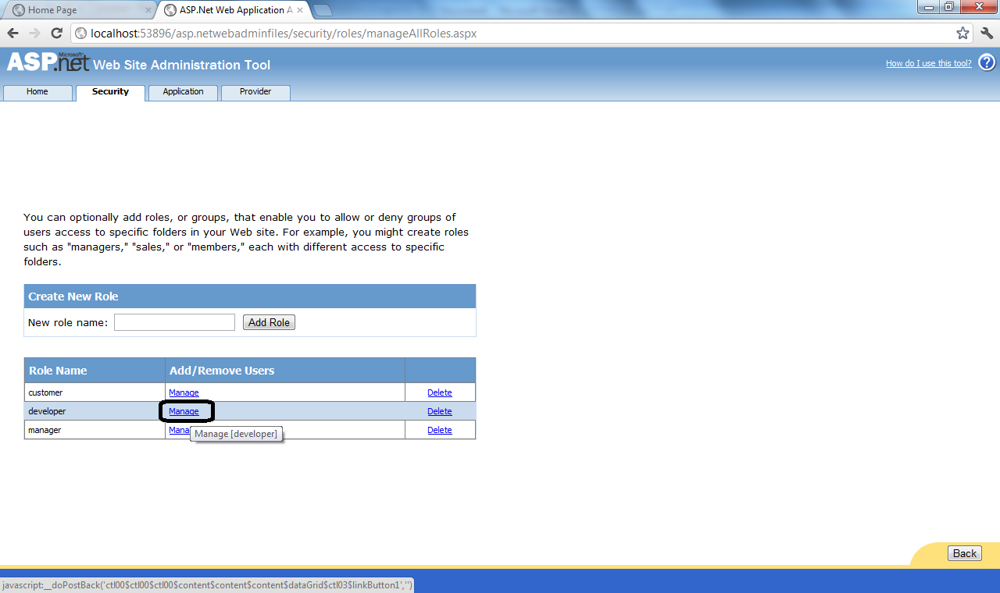 Home Page
ASP.Net Web Application A
localhost:53896/asp.netwebadminfiles/security/roles/manageAllRoles.aspx
Microsoft
ASP.net Web Site Administration Tool
How do I use this tool? ?
Home Security Application Provider
You can optionally add roles, or groups, that enable you to allow or deny groups of
users access to specific folders in your Web site. For example, you might create roles
such as "managers," "sales," or "members," each with different access to specific
folders.
Create New Role
New role name: Add Role
Role Name Add/Remove Users
customer Manage Delete
developer Manage Delete
manager Mana Delete
Manage [developer]
Back
javascript:__doPostBack('ctl00$ctl00$ctl00$content$content$content$dataGrid$ctl03$linkButton1','')